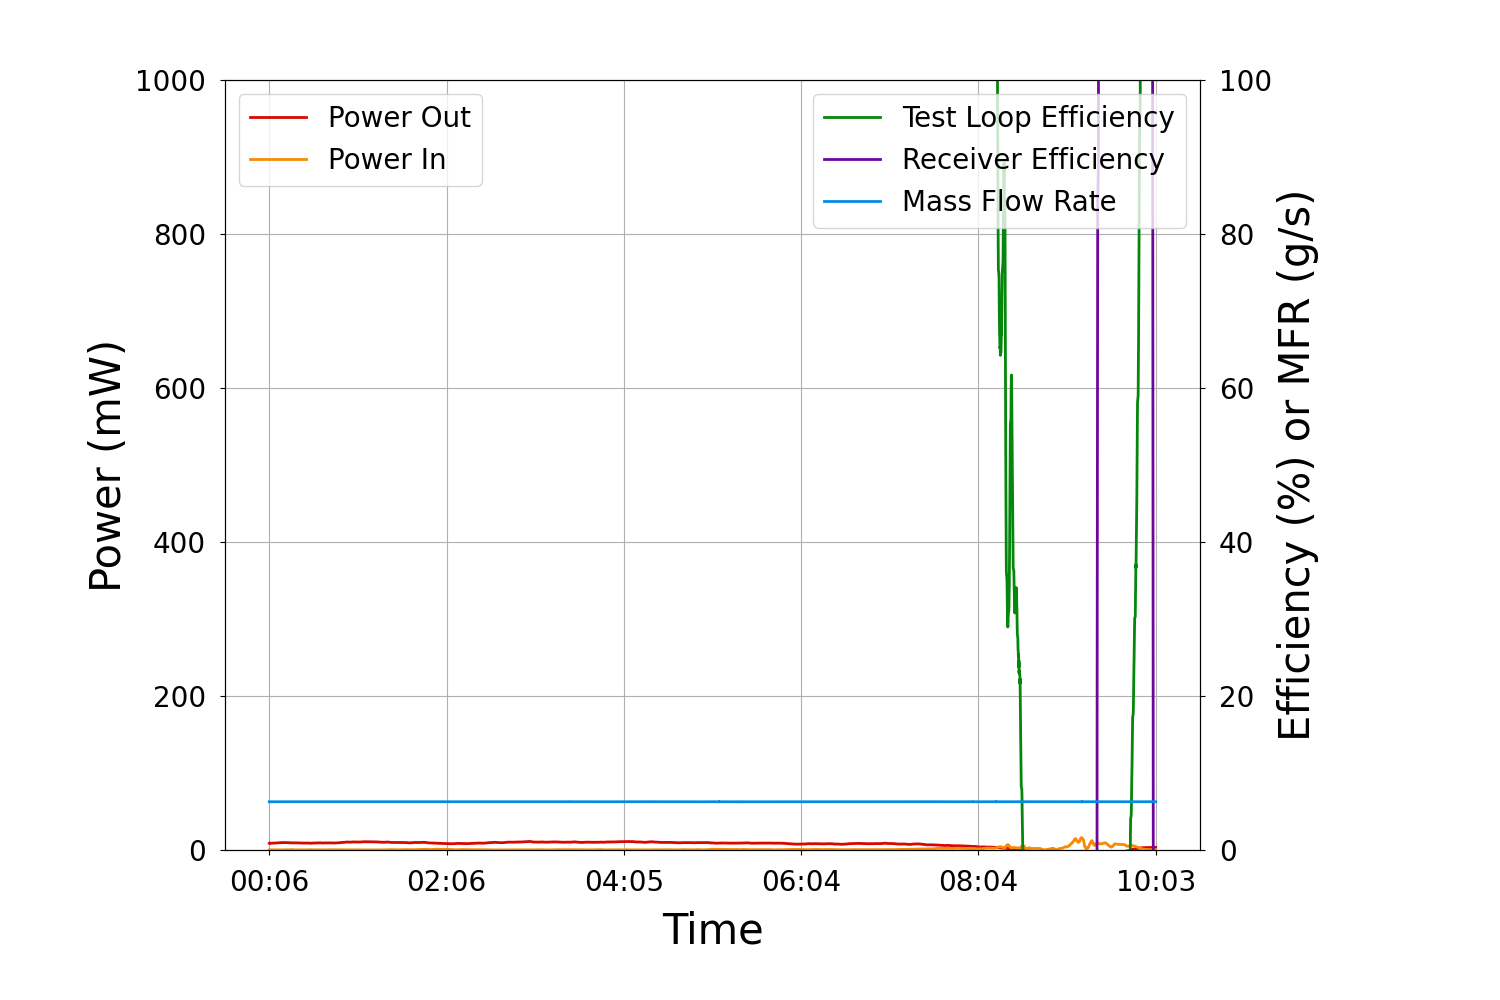 Power (mW)
1000
800
600
400
200
0
Power Out
Power In
Test Loop Efficiency
Receiver Efficiency
Mass Flow Rate
100
80
60
40
20
0
Efficiency (%) or MFR (g/s)
00:06 02:06 04:05 06:04 08:04 10:03
Time